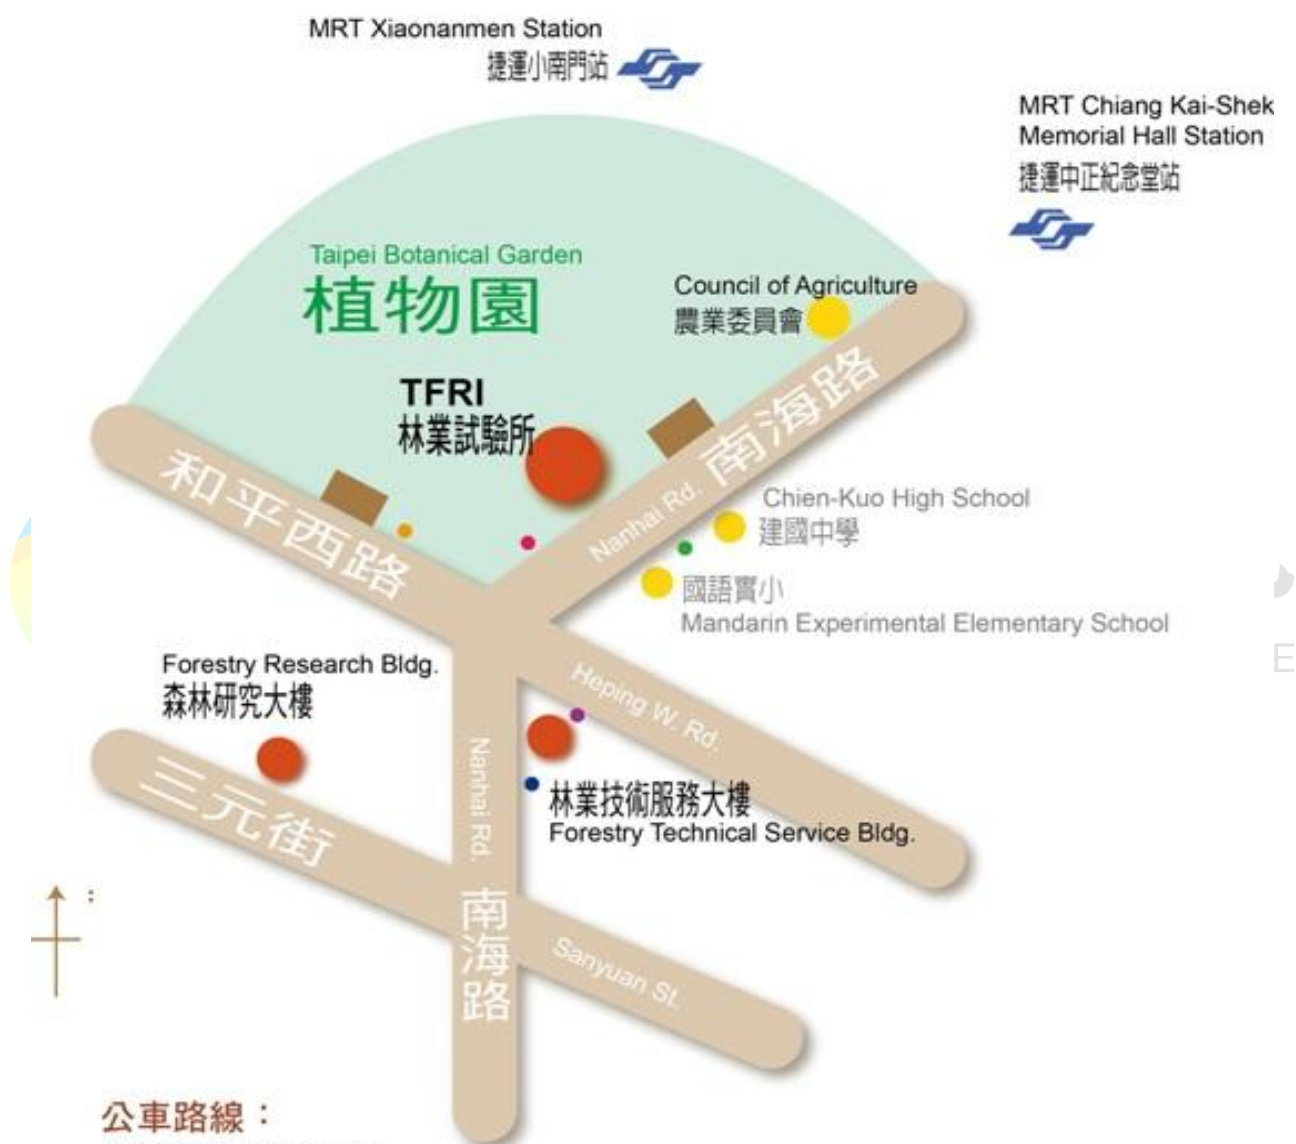 MRT Xiaonanmen Station
捷運小南門站
MRT Chiang Kai-Shek
Memorial Hall Station
捷運中正紀念堂站
Taipei Botanical Garden
植物園
Council of Agriculture
農業委員會
TFRI
林業試驗所
和平西路
Nanhai Rd. 南海路
Chien-Kuo High School
建國中學
國語實小
Mandarin Experimental Elementary School
E
Forestry Research Bldg.
森林研究大樓
Heping W. Rd.
三元街
Nanhai Rd.
南海路
林業技術服務大樓
Forestry Technical Service Bldg.
Sanyuan St.
公車路線：